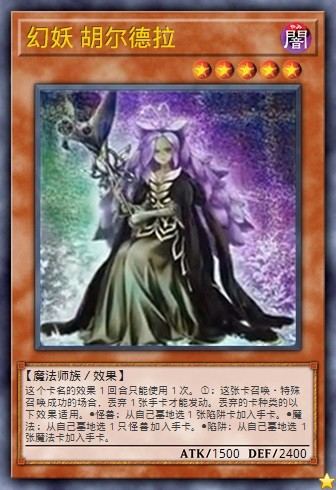 幻妖 胡尔德拉
闇
【魔法师族／效果】
这个卡名的效果１回合只能使用１次。①：这张卡召唤·特殊
召唤成功的场合，丢弃１张手卡才能发动。丢弃的卡种类的以
下效果适用。●怪兽：从自己墓地选１张陷阱卡加入手卡。●魔
法：从自己墓地选１只怪兽加入手卡。●陷阱：从自己墓地选１
张魔法卡加入手卡。
ATK/1500 DEF/2400